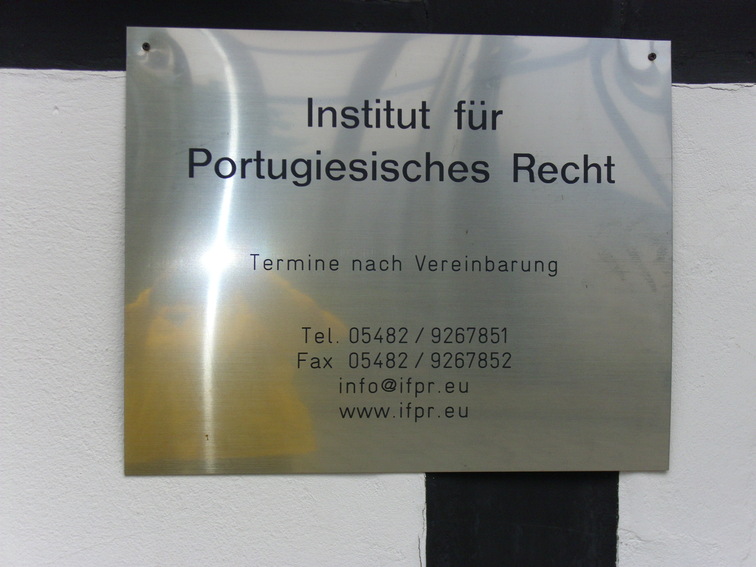 Institut für
Portugiesisches Recht
Termine nach Vereinbarung
Tel. 05482 / 9267851
Fax 05482 / 9267852
info@ifpr.eu
www.ifpr.eu